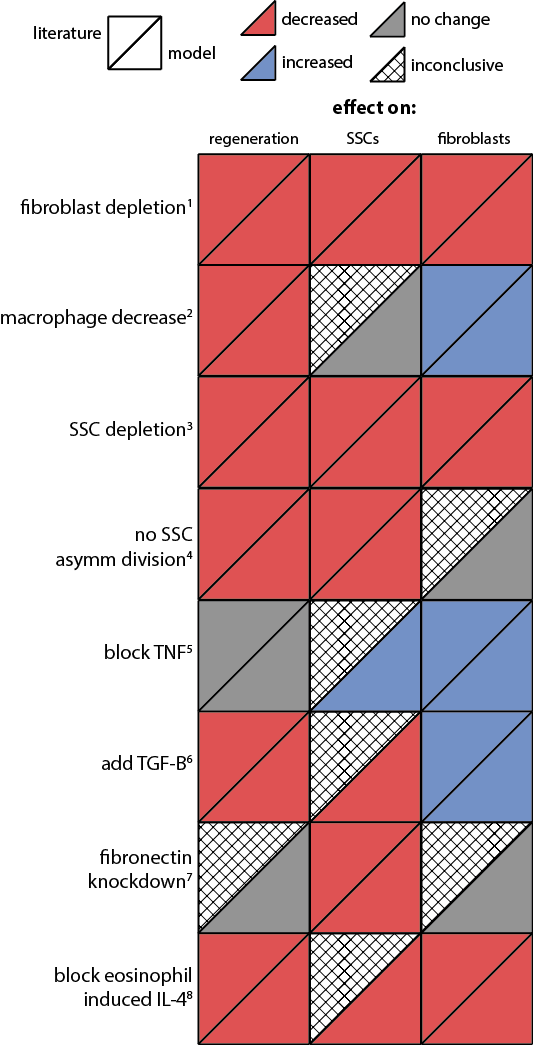 literature
model
decreased
no change
increased
inconclusive
effect on:
regeneration SSCs fibroblasts
fibroblast depletion¹
macrophage decrease²
SSC depletion³
no SSC
asymm division⁴
block TNF⁵
add TGF-B⁶
fibronectin
knockdown⁷
block eosinophil
induced IL-4⁸